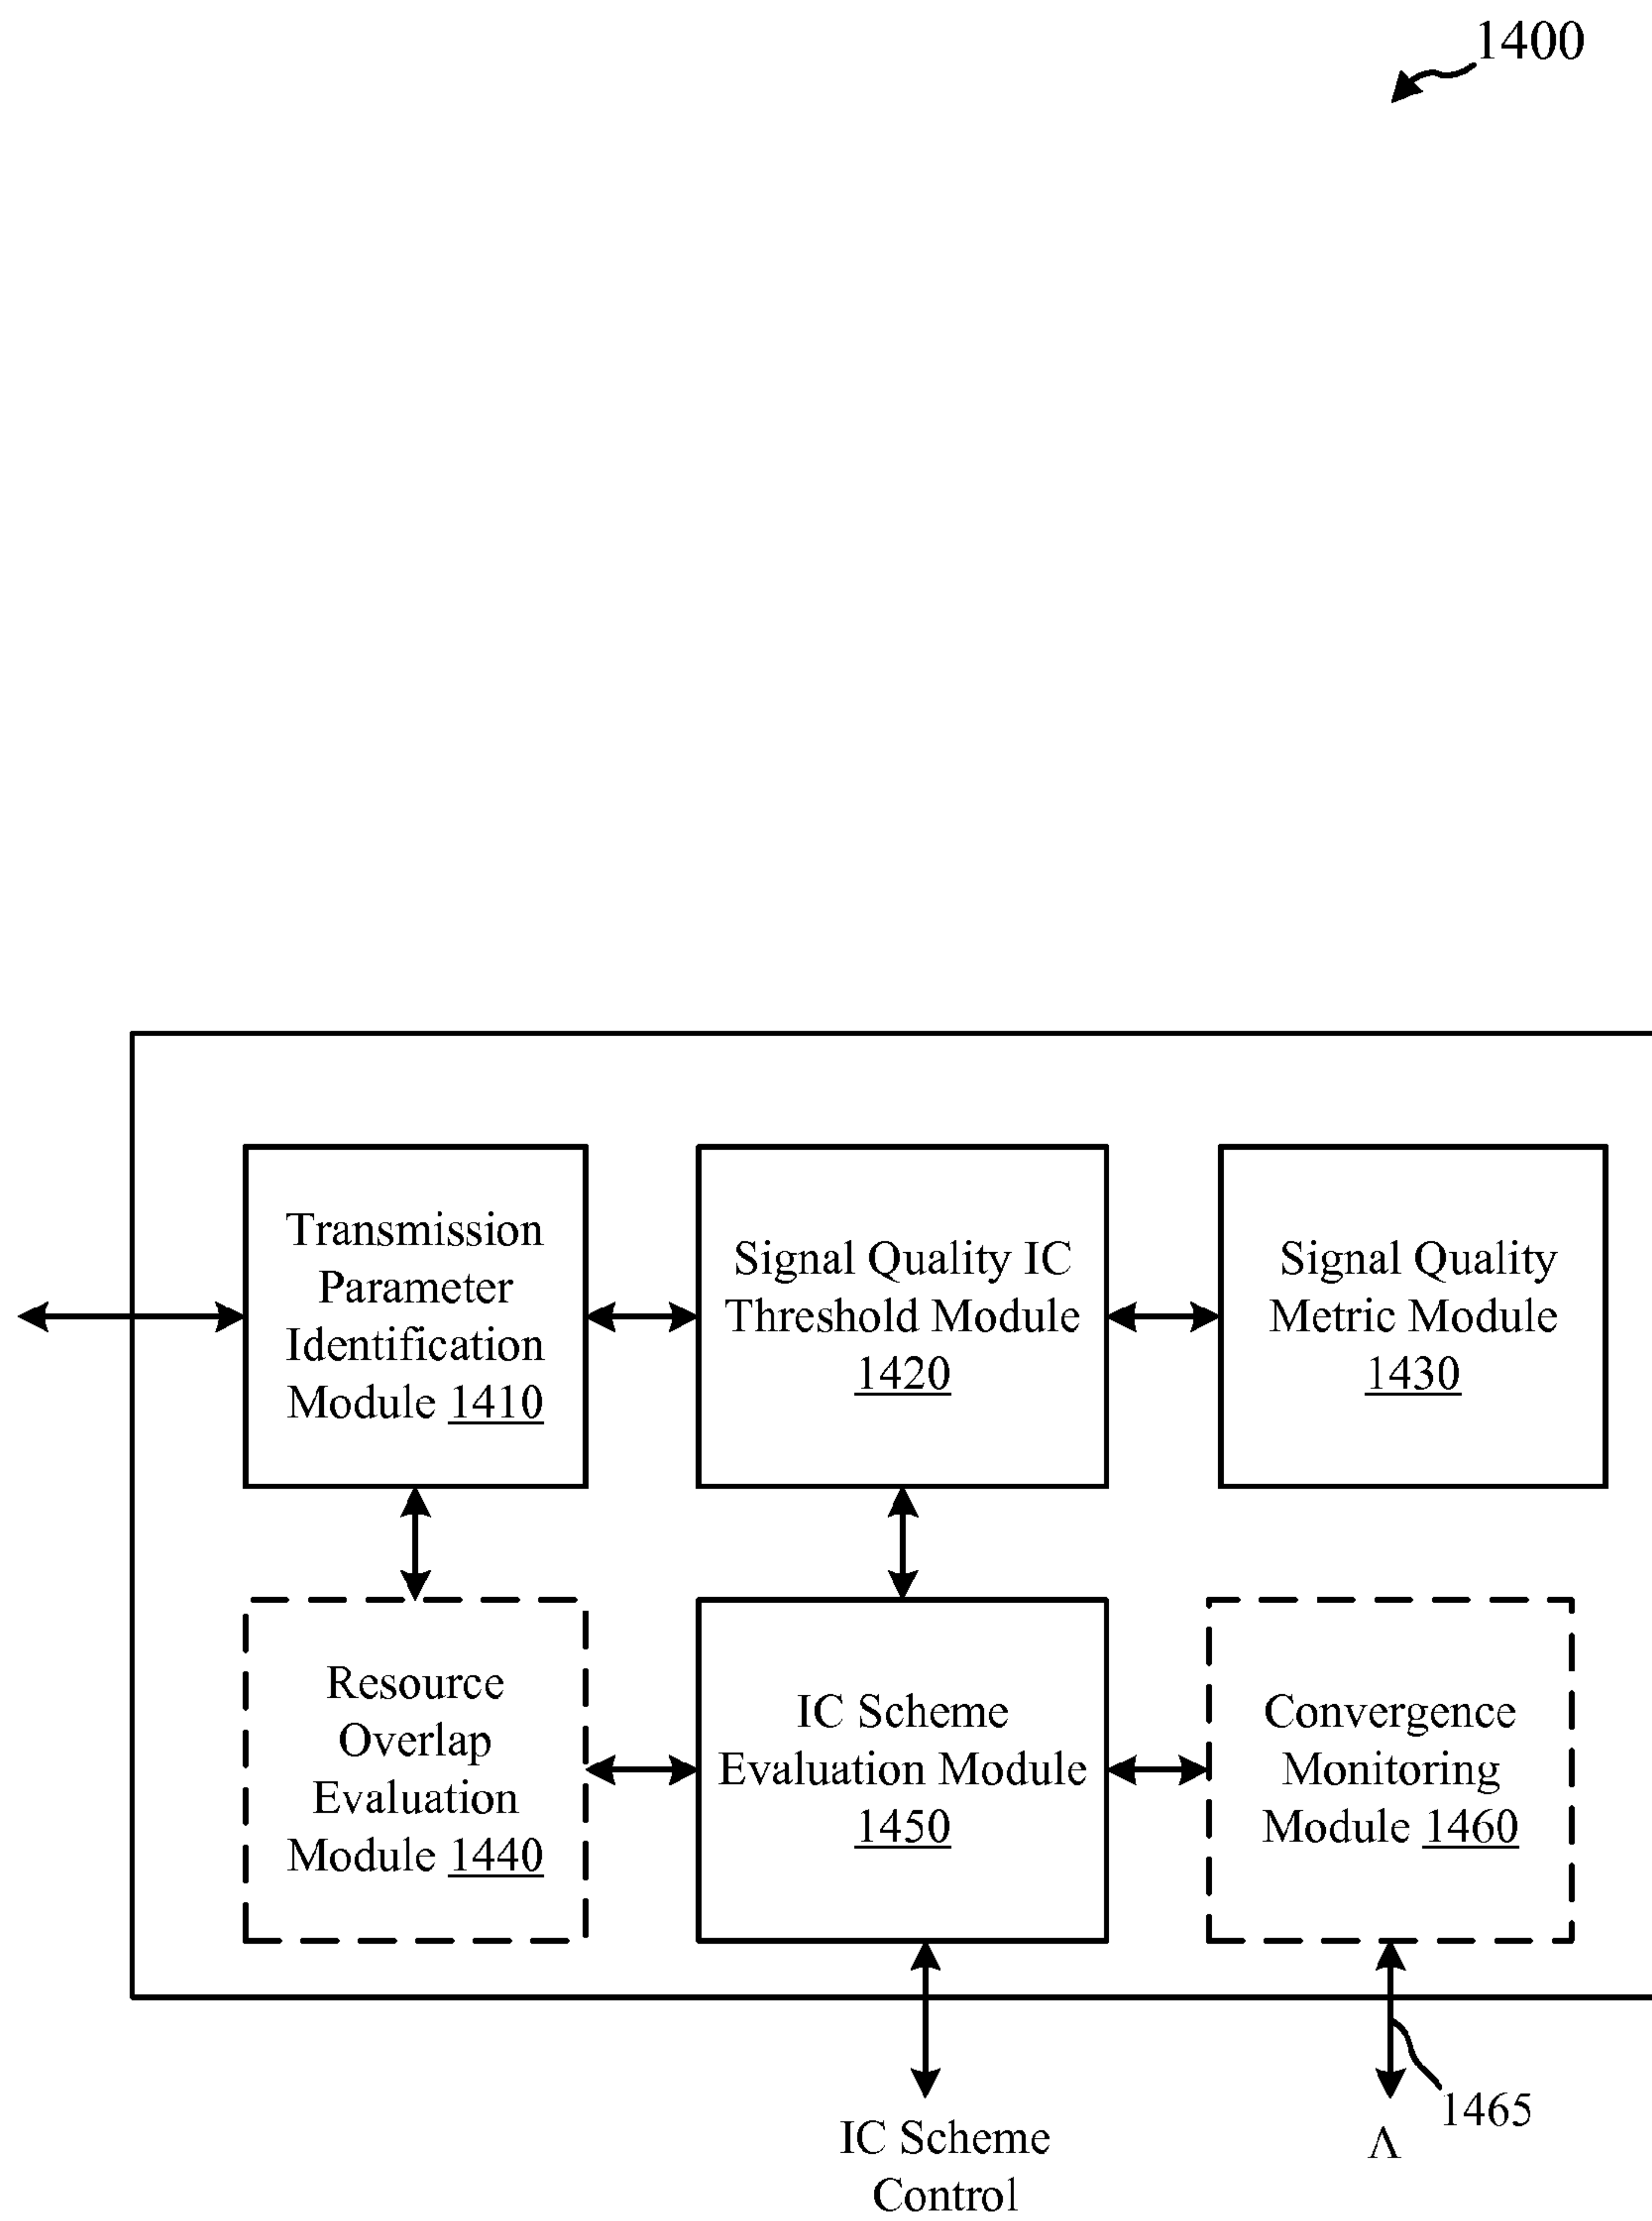 1400
Transmission
Parameter
Identification
Module 1410
Signal Quality IC
Threshold Module
1420
Signal Quality
Metric Module
1430
Resource
Overlap
Evaluation
Module 1440
IC Scheme
Evaluation Module
1450
Convergence
Monitoring
Module 1460
1465
IC Scheme
Control
Λ